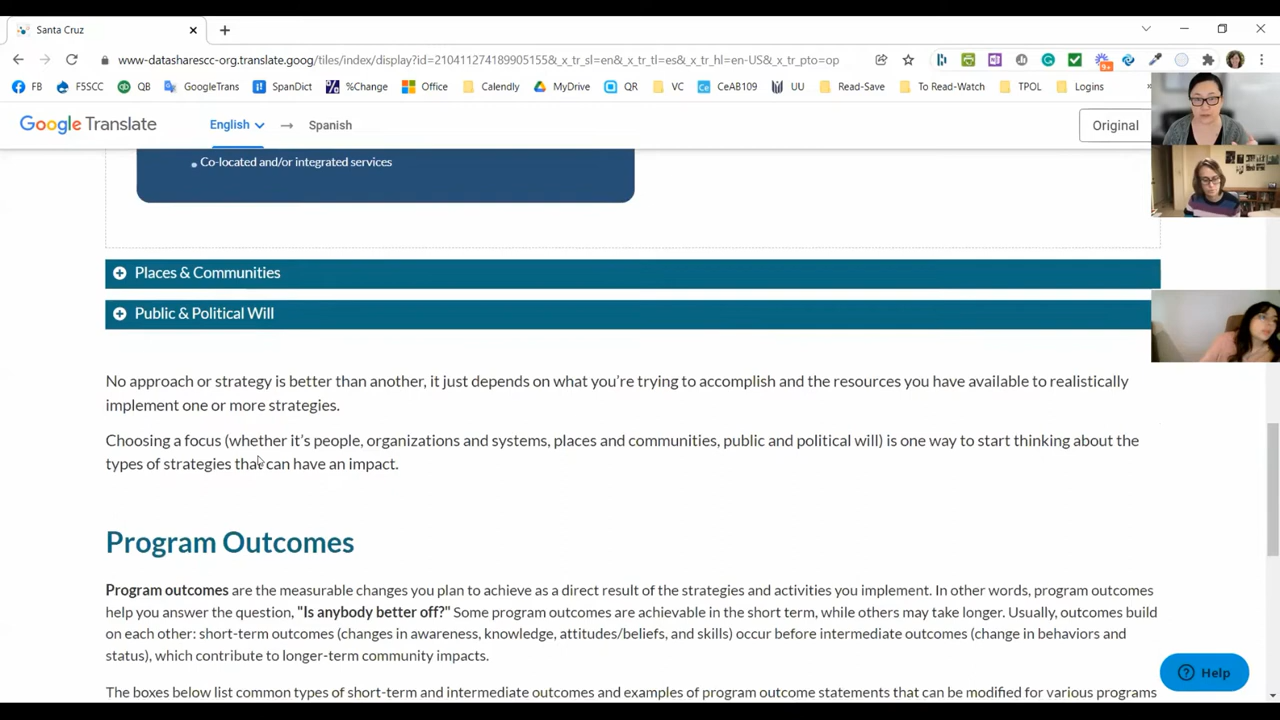 Santa Cruz
www-datasharescc-org.translate.goog/tiles/index/display?id=210411274189905155&_x_tr_sl=en&_x_tr_tl=es&_x_tr_hl=en-US&_x_tr_pto=op
9+
FB F5SCC QB GoogleTrans SpanDict %Change Office Calendly MyDrive QR VC CeAB109 UU Read-Save To Read-Watch TPOL Logins »
Google Translate English → Spanish Original
Co-located and/or integrated services
Places & Communities
Public & Political Will
No approach or strategy is better than another, it just depends on what you're trying to accomplish and the resources you have available to realistically
implement one or more strategies.
Choosing a focus (whether it's people, organizations and systems, places and communities, public and political will) is one way to start thinking about the
types of strategies that can have an impact.
Program Outcomes
Program outcomes are the measurable changes you plan to achieve as a direct result of the strategies and activities you implement. In other words, program outcomes
help you answer the question, "Is anybody better off?" Some program outcomes are achievable in the short term, while others may take longer. Usually, outcomes build
on each other: short-term outcomes (changes in awareness, knowledge, attitudes/beliefs, and skills) occur before intermediate outcomes (change in behaviors and
status), which contribute to longer-term community impacts.
Help
The boxes below list common types of short-term and intermediate outcomes and examples of program outcome statements that can be modified for various programs